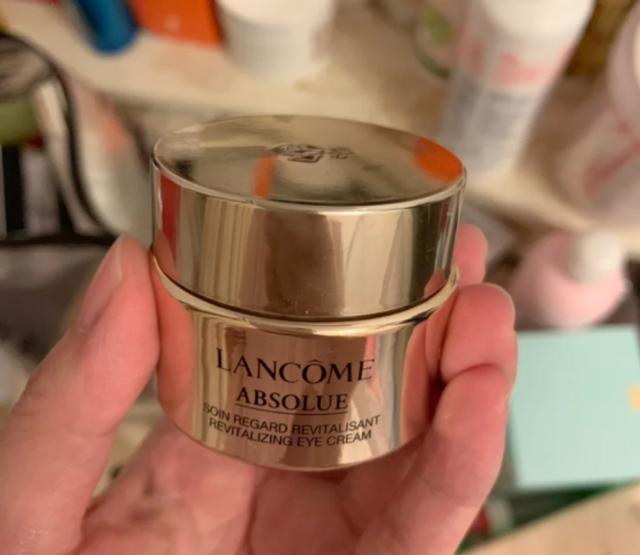 LANCÔME
ABSOLUE
SOIN REGARD REVITALISANT
REVITALIZING EYE CREAM